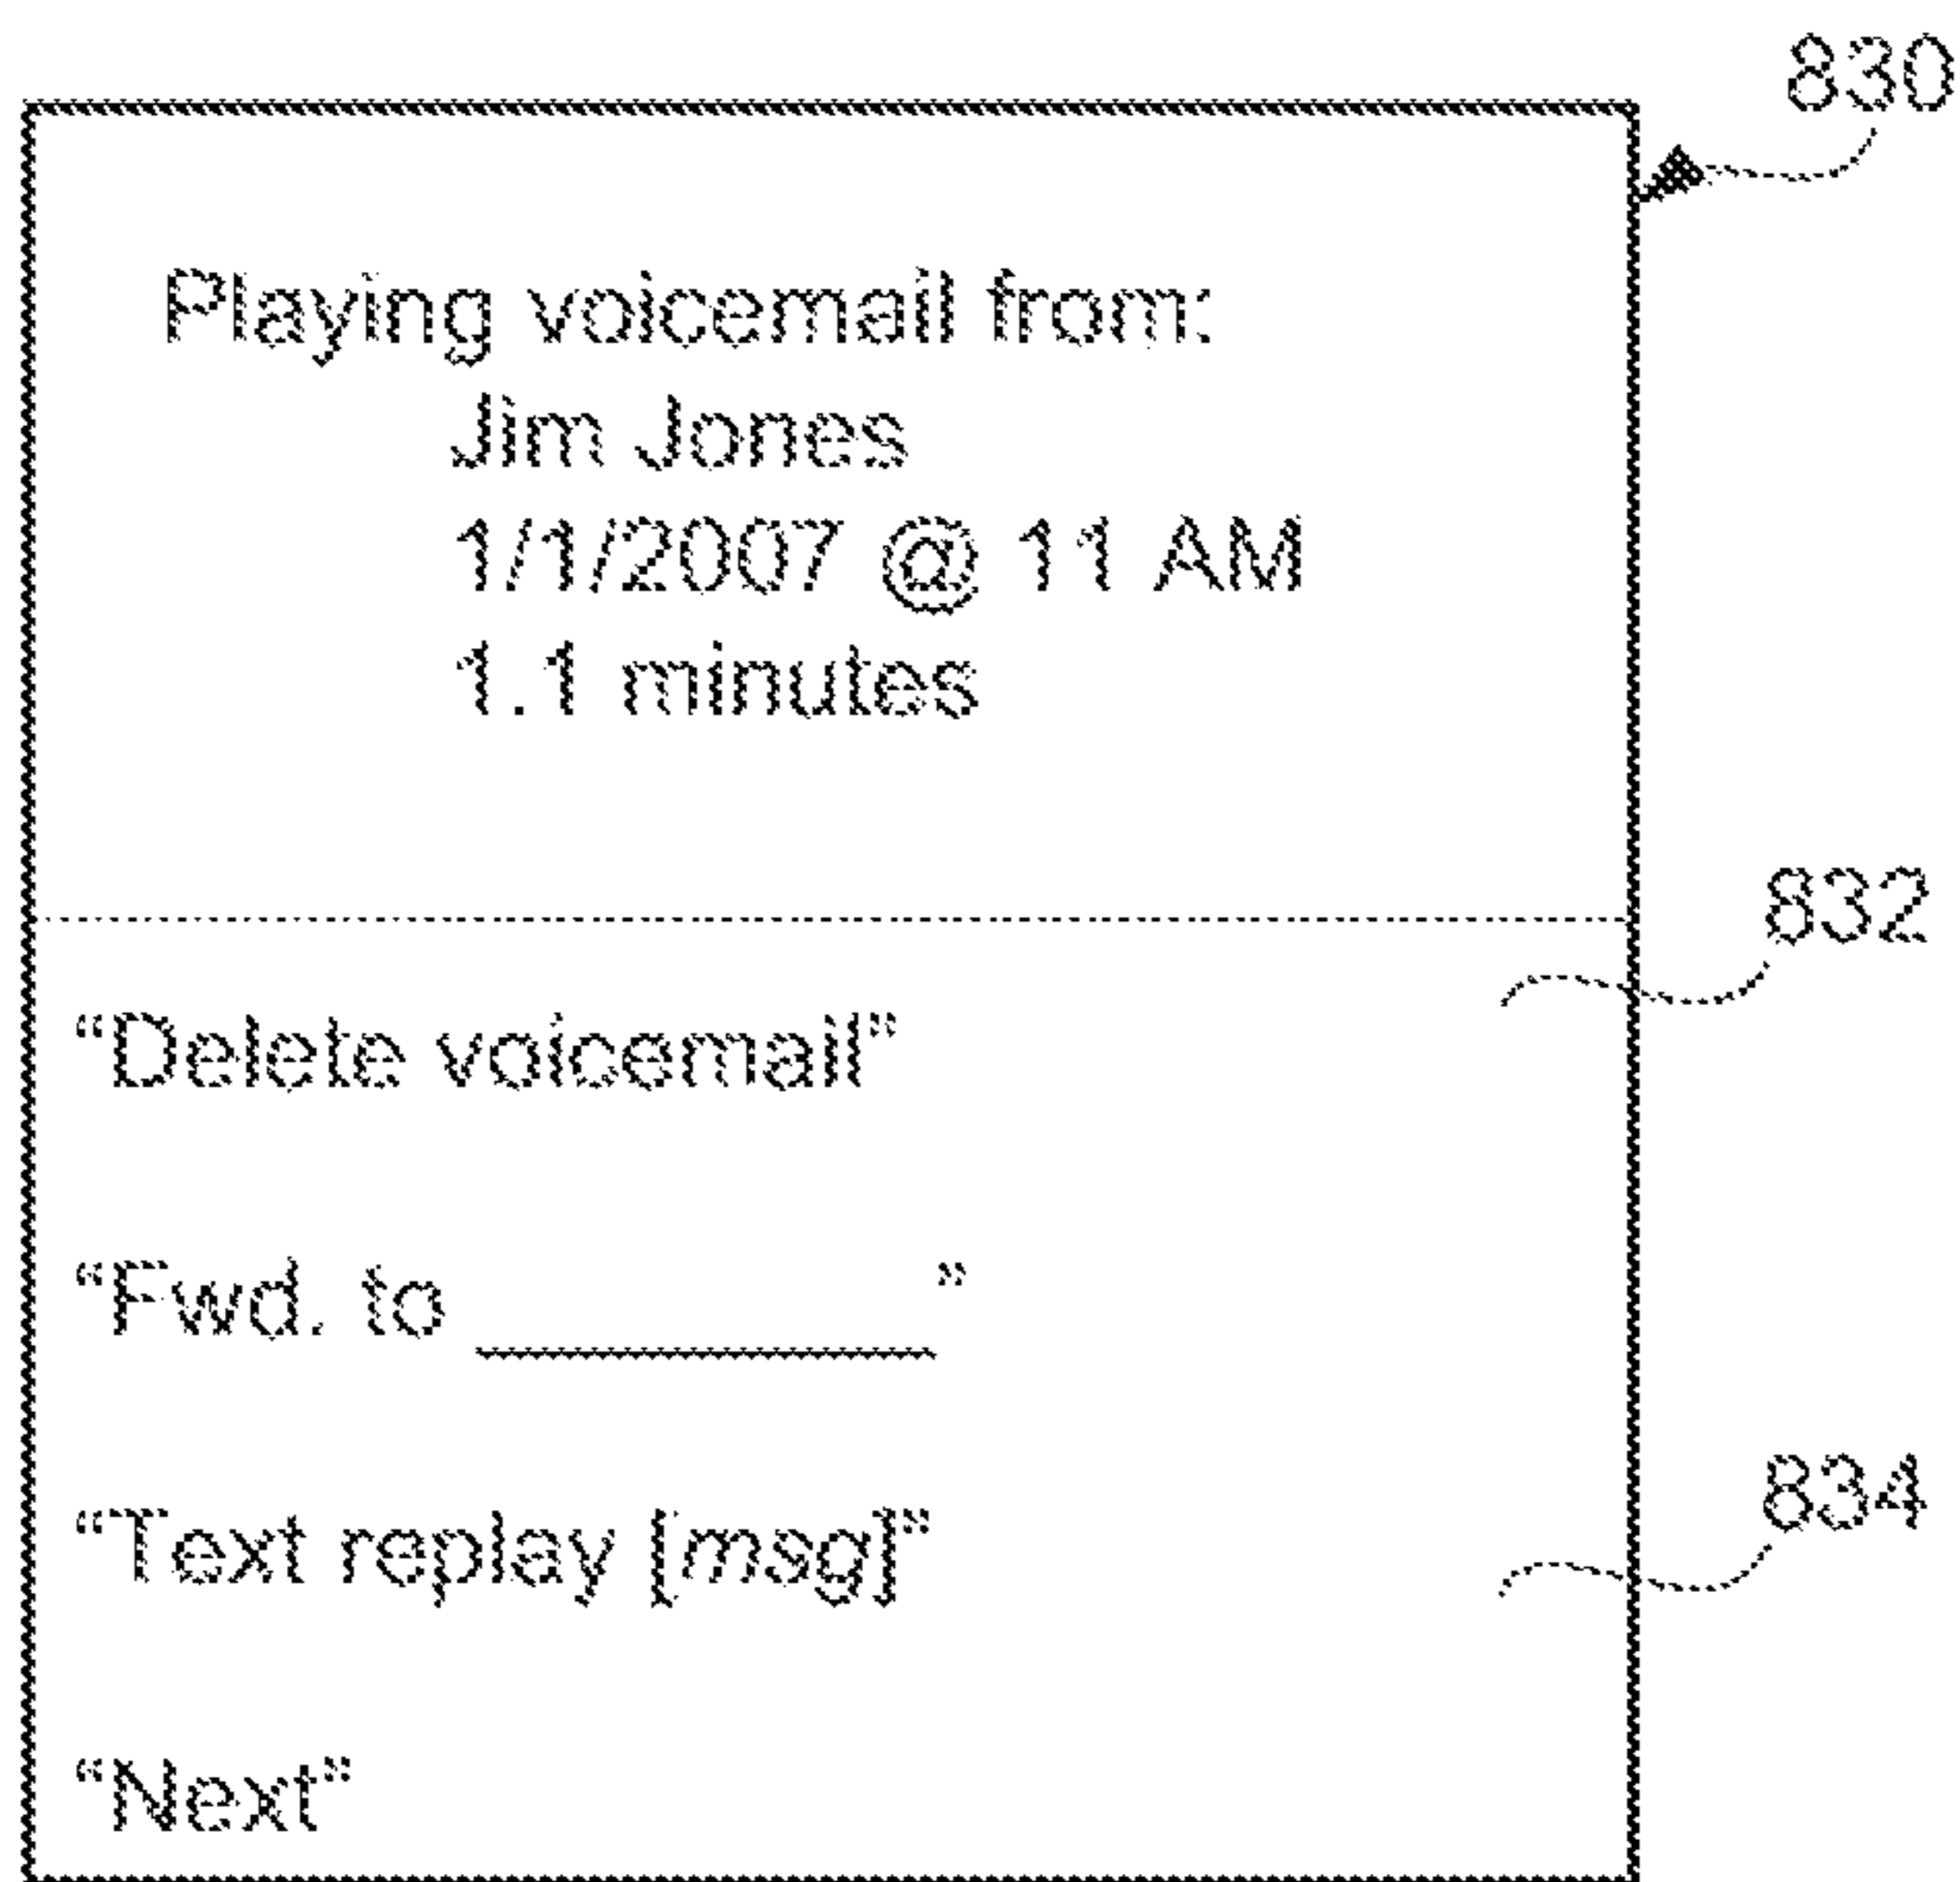 830
Playing voicemail from:
Jim Jones
1/1/2007 @ 11 AM
1.1 minutes
832
“Delete voicemail”
“Fwd. to ____________”
834
“Text replay [msg]”
“Next”